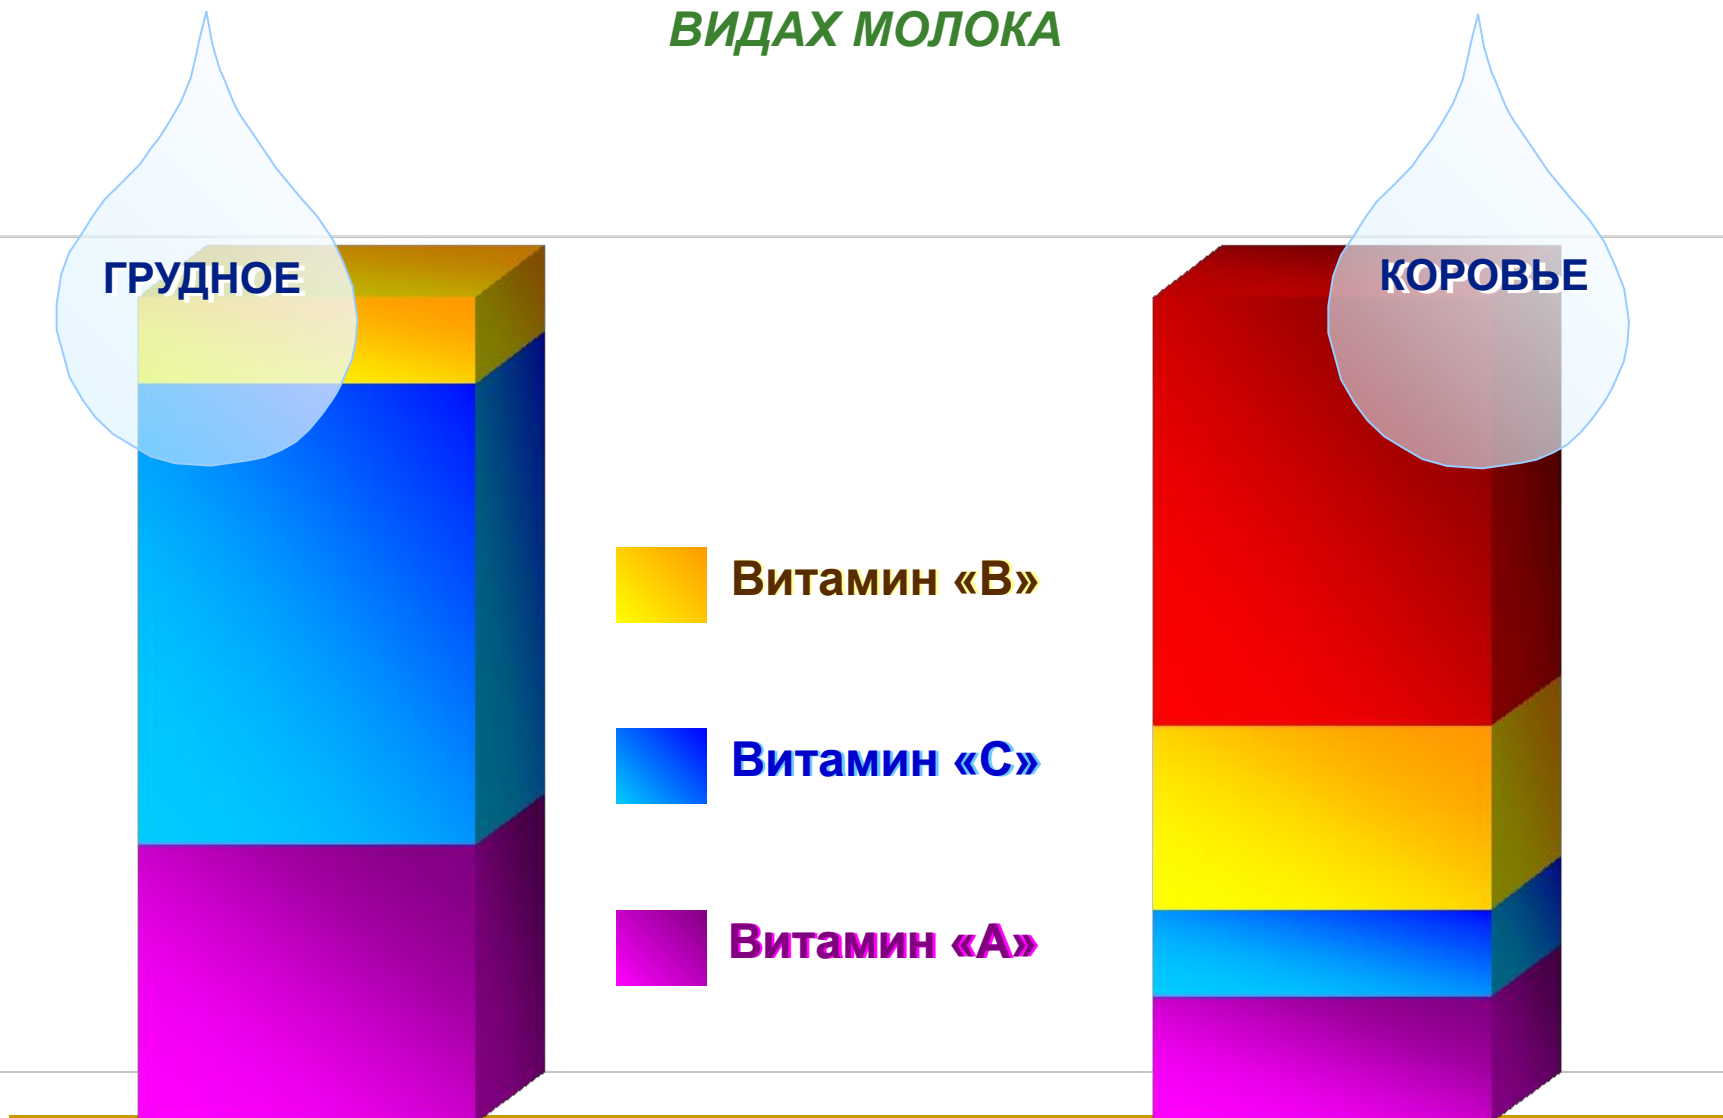 ВИДАХ МОЛОКА
ГРУДНОЕ
КОРОВЬЕ
Витамин «В»
Витамин «С»
Витамин «А»